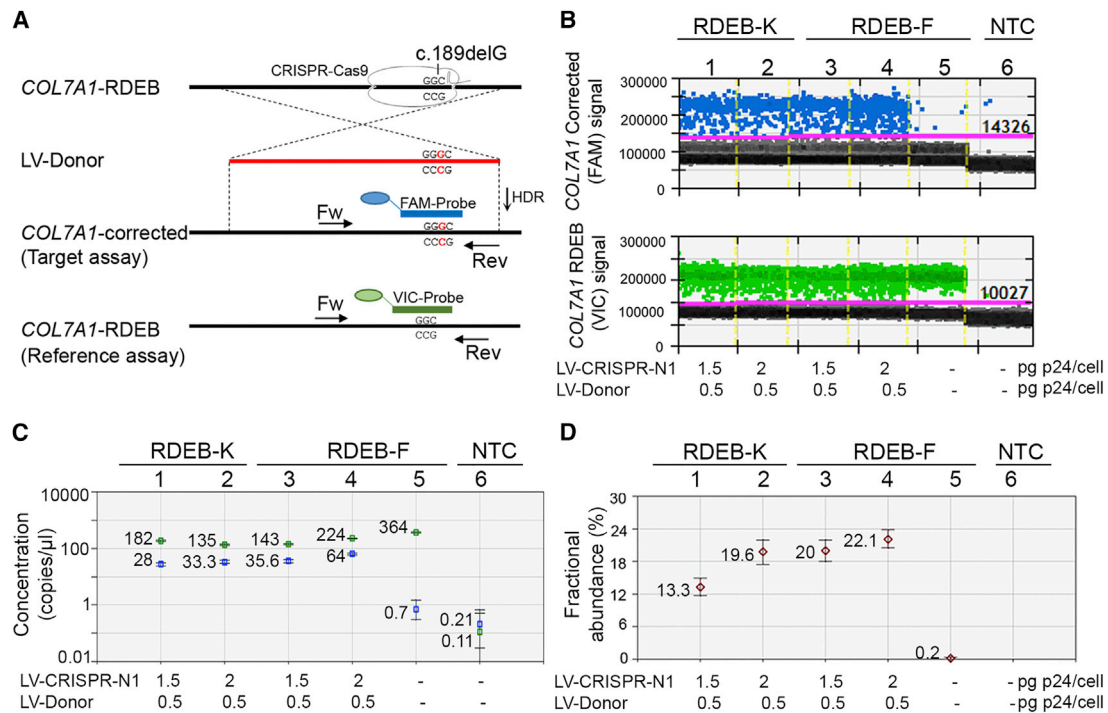 A
c.189delG
CRISPR-Cas9
GGC
COL7A1-RDEB
CCG
LV-Donor
GGGC
CCCG
HDR
FAM-Probe
Fw
COL7A1-corrected
GGGC
(Target assay)
CCCG
Rev
VIC-Probe
Fw
GGC
COL7A1-RDEB
CCG
(Reference assay)
Rev
B
RDEB-K RDEB-F NTC
1 2 3 4 5 6
COL7A1 Corrected
(FAM) signal
300000
200000
100000
0
14326
COL7A1 RDEB
(VIC) signal
300000
200000
100000
0
10027
LV-CRISPR-N1 1.5 2 1.5 2 - - pg p24/cell
LV-Donor 0.5 0.5 0.5 0.5 - - pg p24/cell
C
RDEB-K RDEB-F NTC
1 2 3 4 5 6
Concentration
(copies/µl)
10000
100
1
0.01
182 135 143 224 364
28 33.3 35.6 64 0.7 0.21
0.11
LV-CRISPR-N1 1.5 2 1.5 2 - -
LV-Donor 0.5 0.5 0.5 0.5 - -
D
RDEB-K RDEB-F NTC
1 2 3 4 5 6
Fractional
abundance (%)
30
24
18
12
6
0
13.3 19.6 20 22.1 0.2
LV-CRISPR-N1 1.5 2 1.5 2 - - pg p24/cell
LV-Donor 0.5 0.5 0.5 0.5 - - pg p24/cell